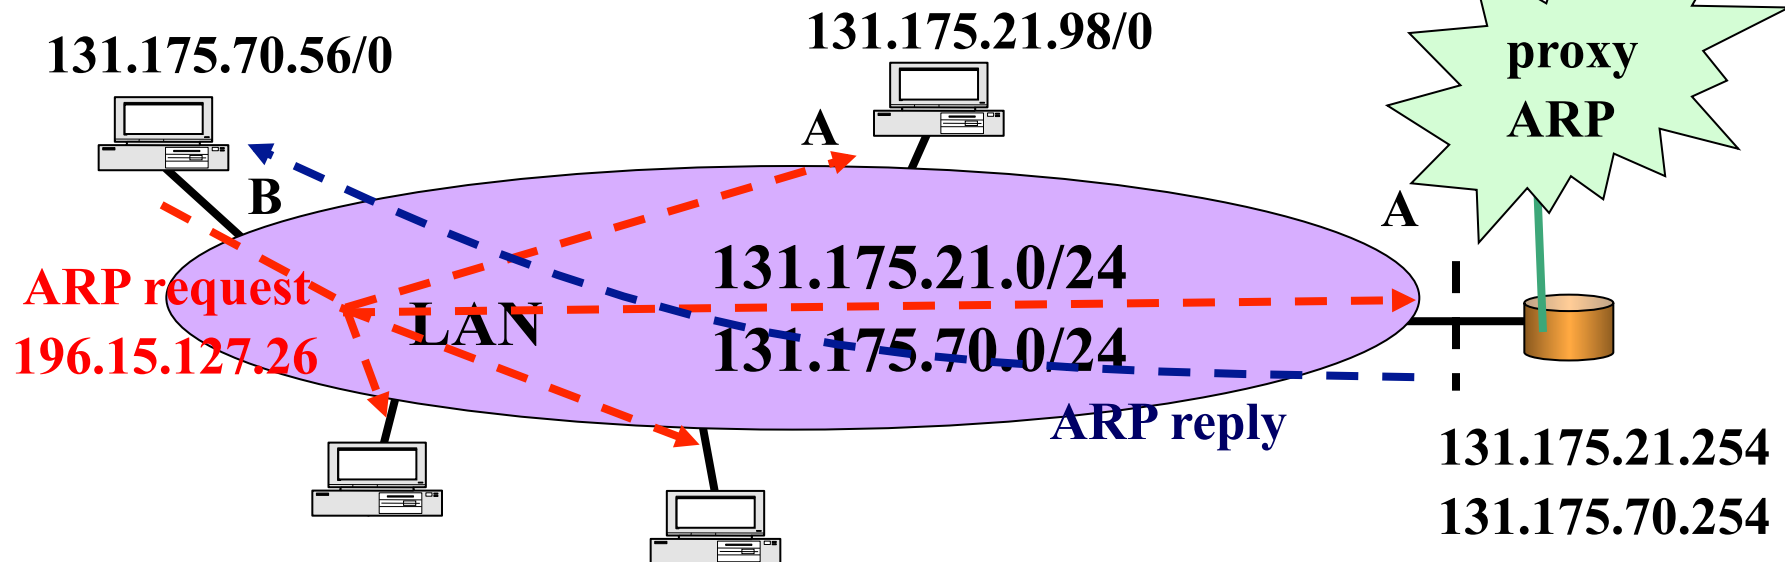 131.175.70.56/0
131.175.21.98/0
proxy
ARP
A
B
A
131.175.21.0/24
ARP request
LAN
131.175.70.0/24
196.15.127.26
ARP reply
131.175.21.254
131.175.70.254